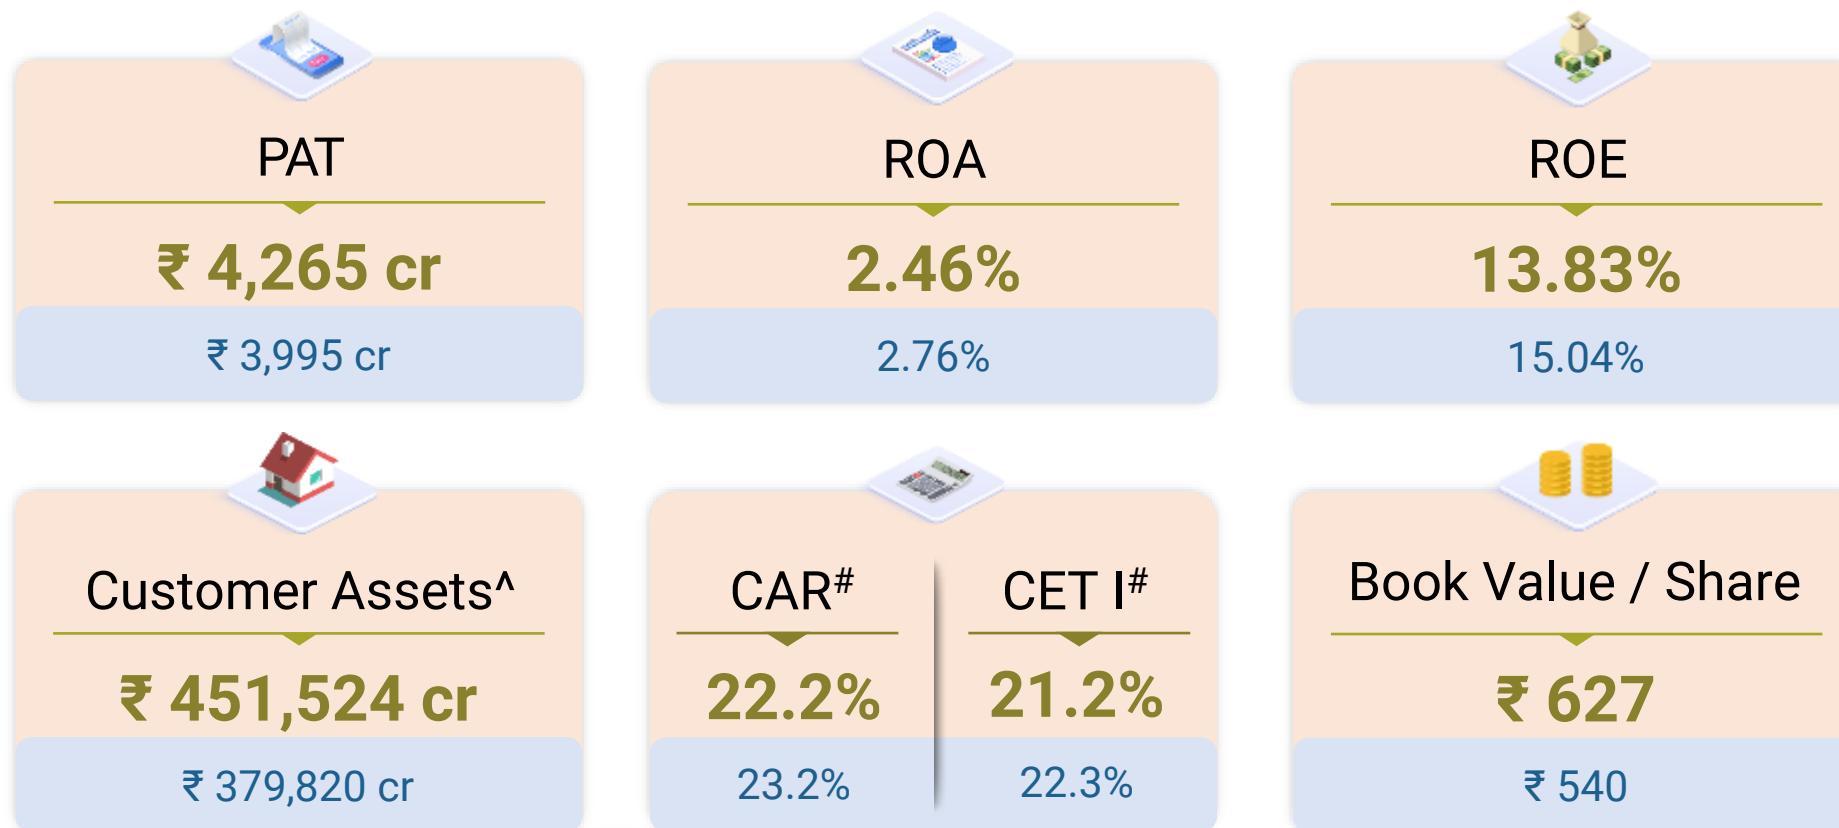 PAT
₹ 4,265 cr
₹ 3,995 cr
ROA
2.46%
2.76%
ROE
13.83%
15.04%
Customer Assets^
₹ 451,524 cr
₹ 379,820 cr
CAR#
22.2%
23.2%
CET I#
21.2%
22.3%
Book Value / Share
₹ 627
₹ 540